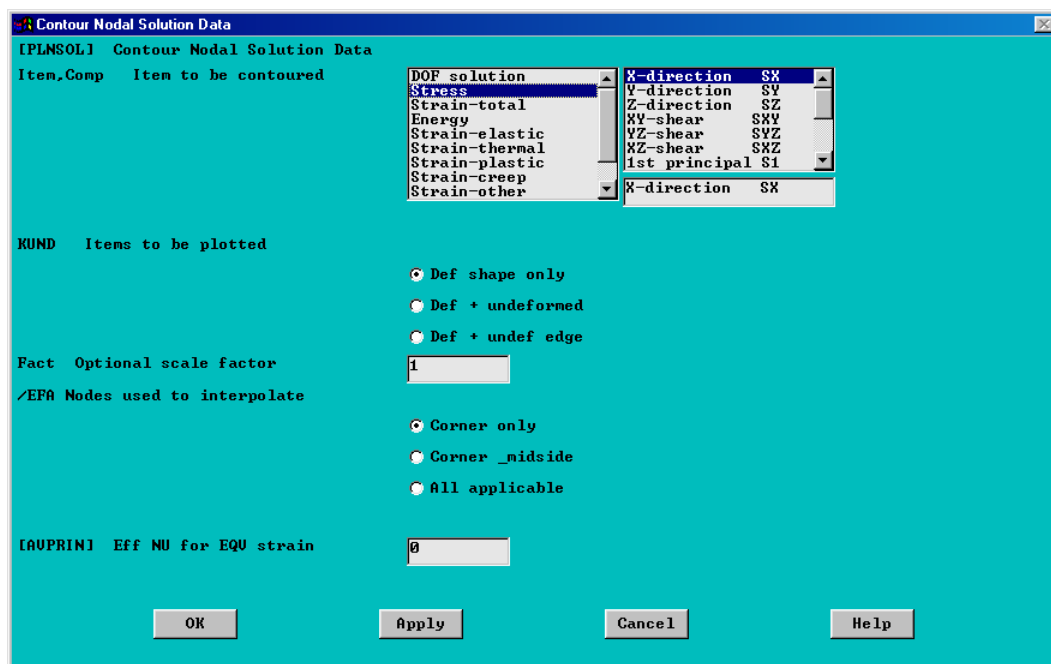 Contour Nodal Solution Data
[PLNSOL] Contour Nodal Solution Data
Item,Comp Item to be contoured
DOF solution
Stress
Strain-total
Energy
Strain-elastic
Strain-thermal
Strain-plastic
Strain-creep
Strain-other
X-direction SX
Y-direction SY
Z-direction SZ
XY-shear SXY
YZ-shear SYZ
XZ-shear SXZ
1st principal S1
X-direction SX
KUND Items to be plotted
Def shape only
Def + undeformed
Def + undef edge
Fact Optional scale factor
1
/EFA Nodes used to interpolate
Corner only
Corner _midside
All applicable
[AVPRIN] Eff NU for EQV strain
0
OK Apply Cancel Help